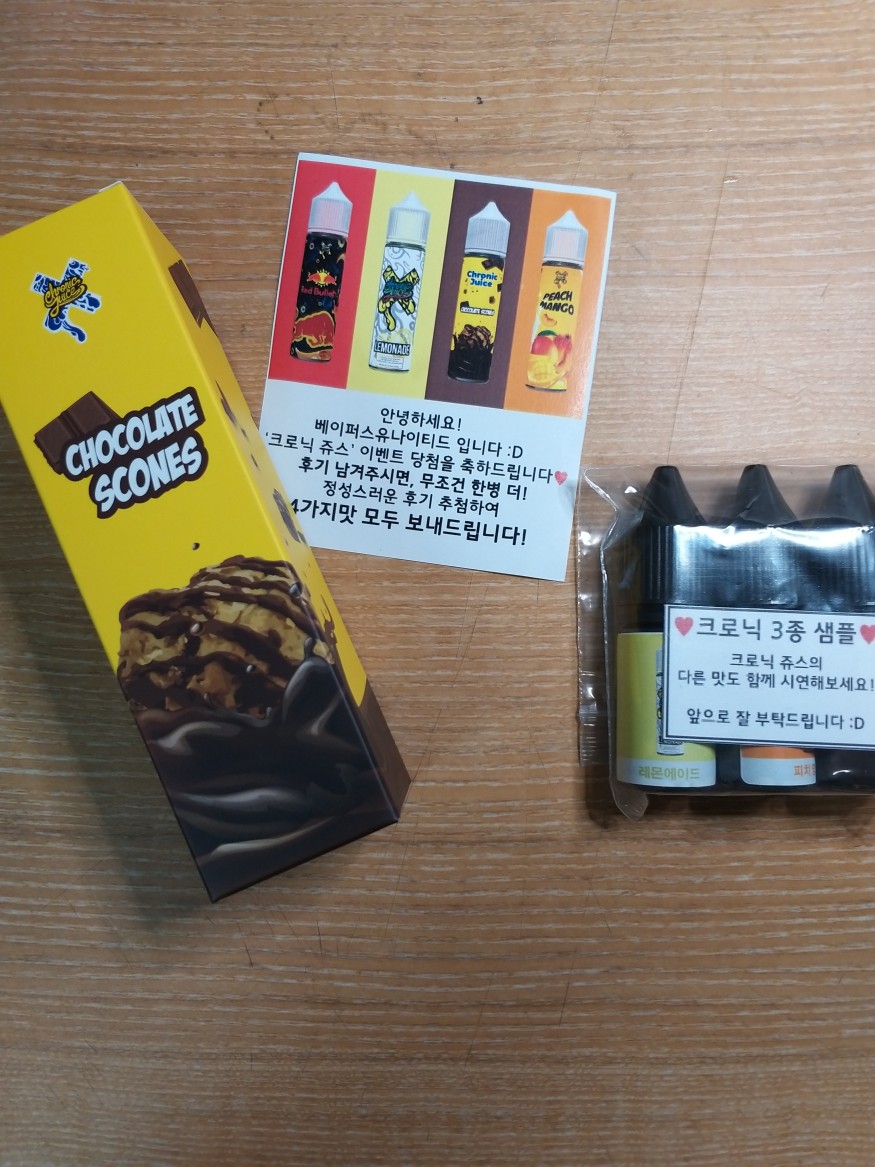 Chronic Juice
CHOCOLATE
SCONES
LEMONADE
Chronic
Juice
CHOCOLATE SCONES
PEACH
MANGO
안녕하세요!
베이퍼스유나이티드 입니다 :D
'크로닉 쥬스' 이벤트 당첨을 축하드립니다♥
후기 남겨주시면, 무조건 한병 더!
정성스러운 후기 추첨하여
4가지맛 모두 보내드립니다!
♥크로닉 3종 샘플♥
크로닉 쥬스의
다른 맛도 함께 시연해보세요!
앞으로 잘 부탁드립니다 :D
레몬에이드
피치